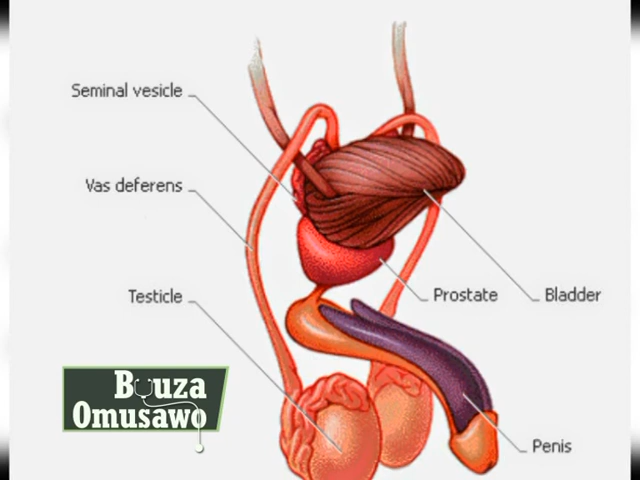 Seminal vesicle
Vas deferens
Testicle
Prostate
Bladder
Penis
Buuza
Omusawo